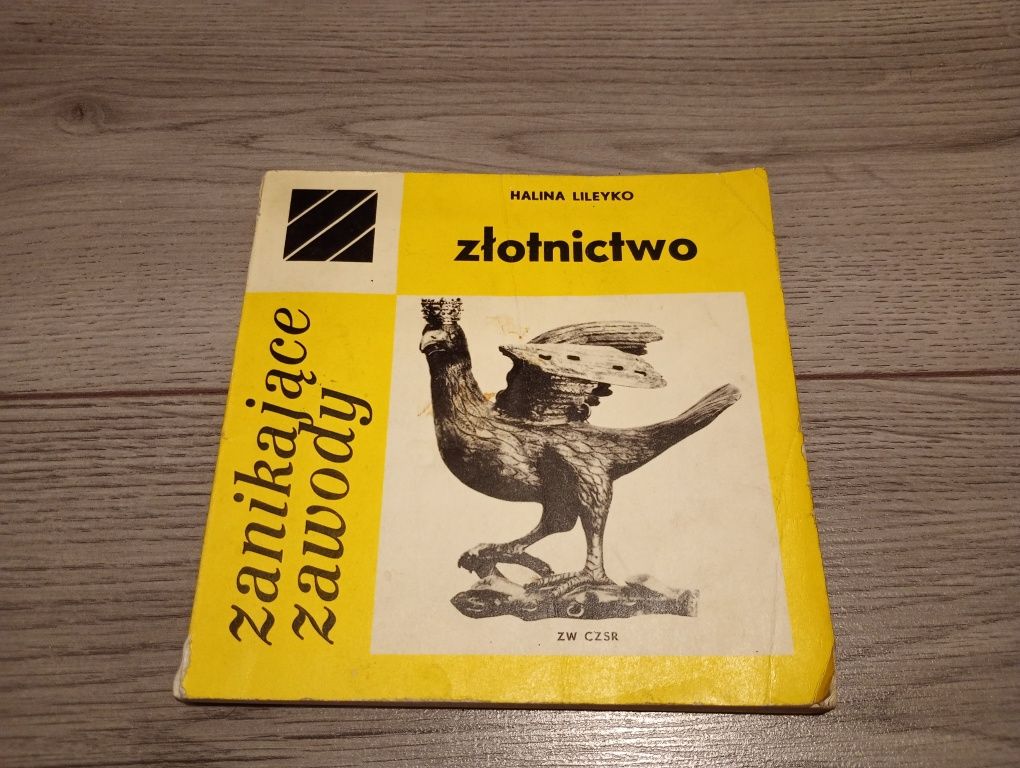 HALINA LILEYKO
złotnictwo
zanikające
zawody
ZW CZSR